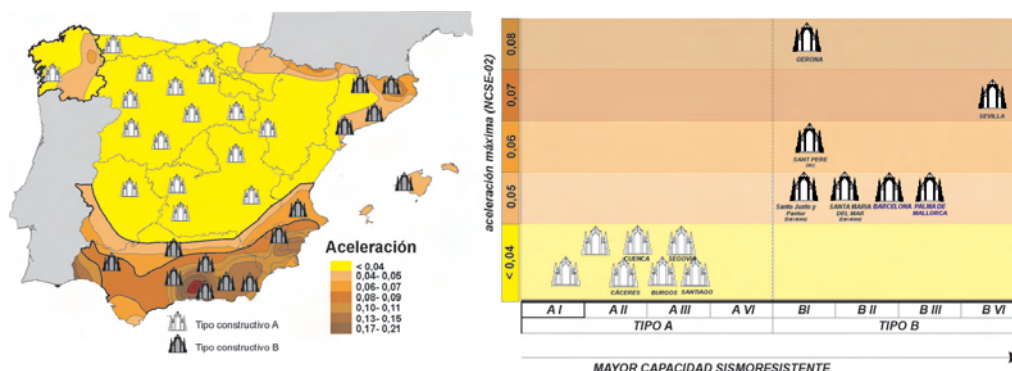 Aceleración
< 0,04
0,04- 0,05
0,06- 0,07
0,08- 0,09
0,10- 0,11
0,13- 0,15
0,17- 0,21
Tipo constructivo A
Tipo constructivo B
aceleración máxima (NCSE-02)
0,08
GERONA
0,07
SEVILLA
0,06
SANT PERE
0,05
Santo Justo y
Pastor
SANTA MARIA
DEL MAR
BARCELONA
PALMA DE
MALLORCA
< 0,04
CUENCA
SEGOVIA
CÁCERES
BURGOS
SANTIAGO
A I
A II
A III
A VI
BI
B II
B III
B VI
TIPO A
TIPO B
MAYOR CAPACIDAD SISMORESISTENTE